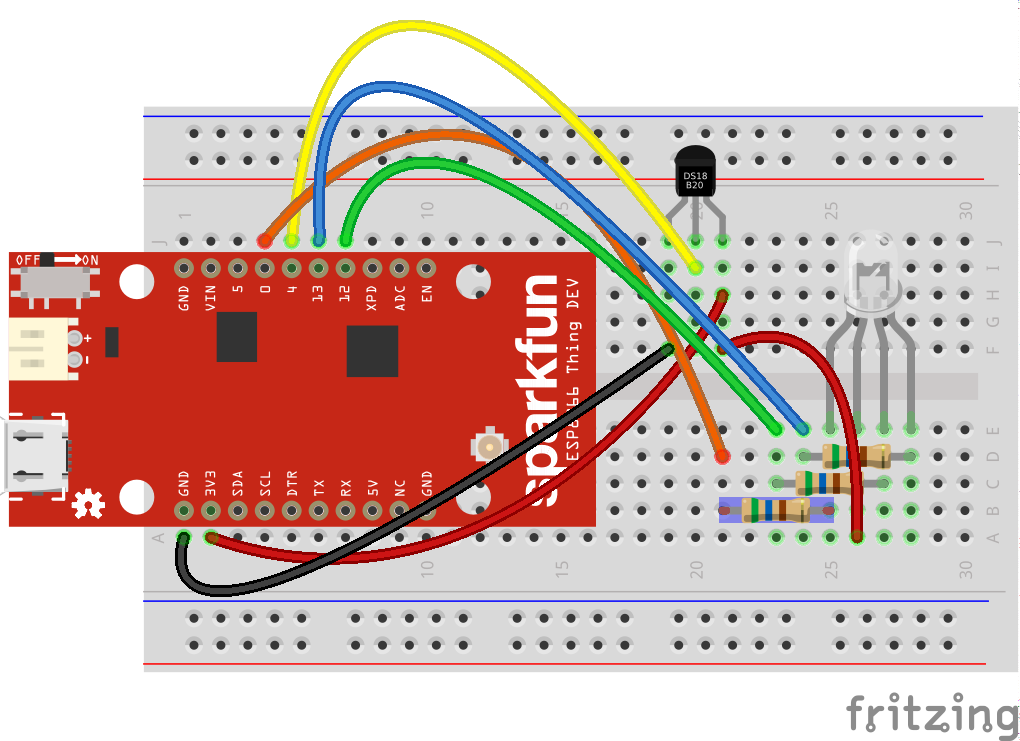 1
10
15
20
25
30
J
J
I
H
G
F
E
D
C
B
A
A
1
10
15
20
25
30
DS18
B20
OFF
ON
GND
VIN
5
0
4
13
12
XPD
ADC
EN
+
-
sparkfun
ESP8266 Thing DEV
GND
3V3
SDA
SCL
DTR
TX
RX
5V
NC
GND
fritzing